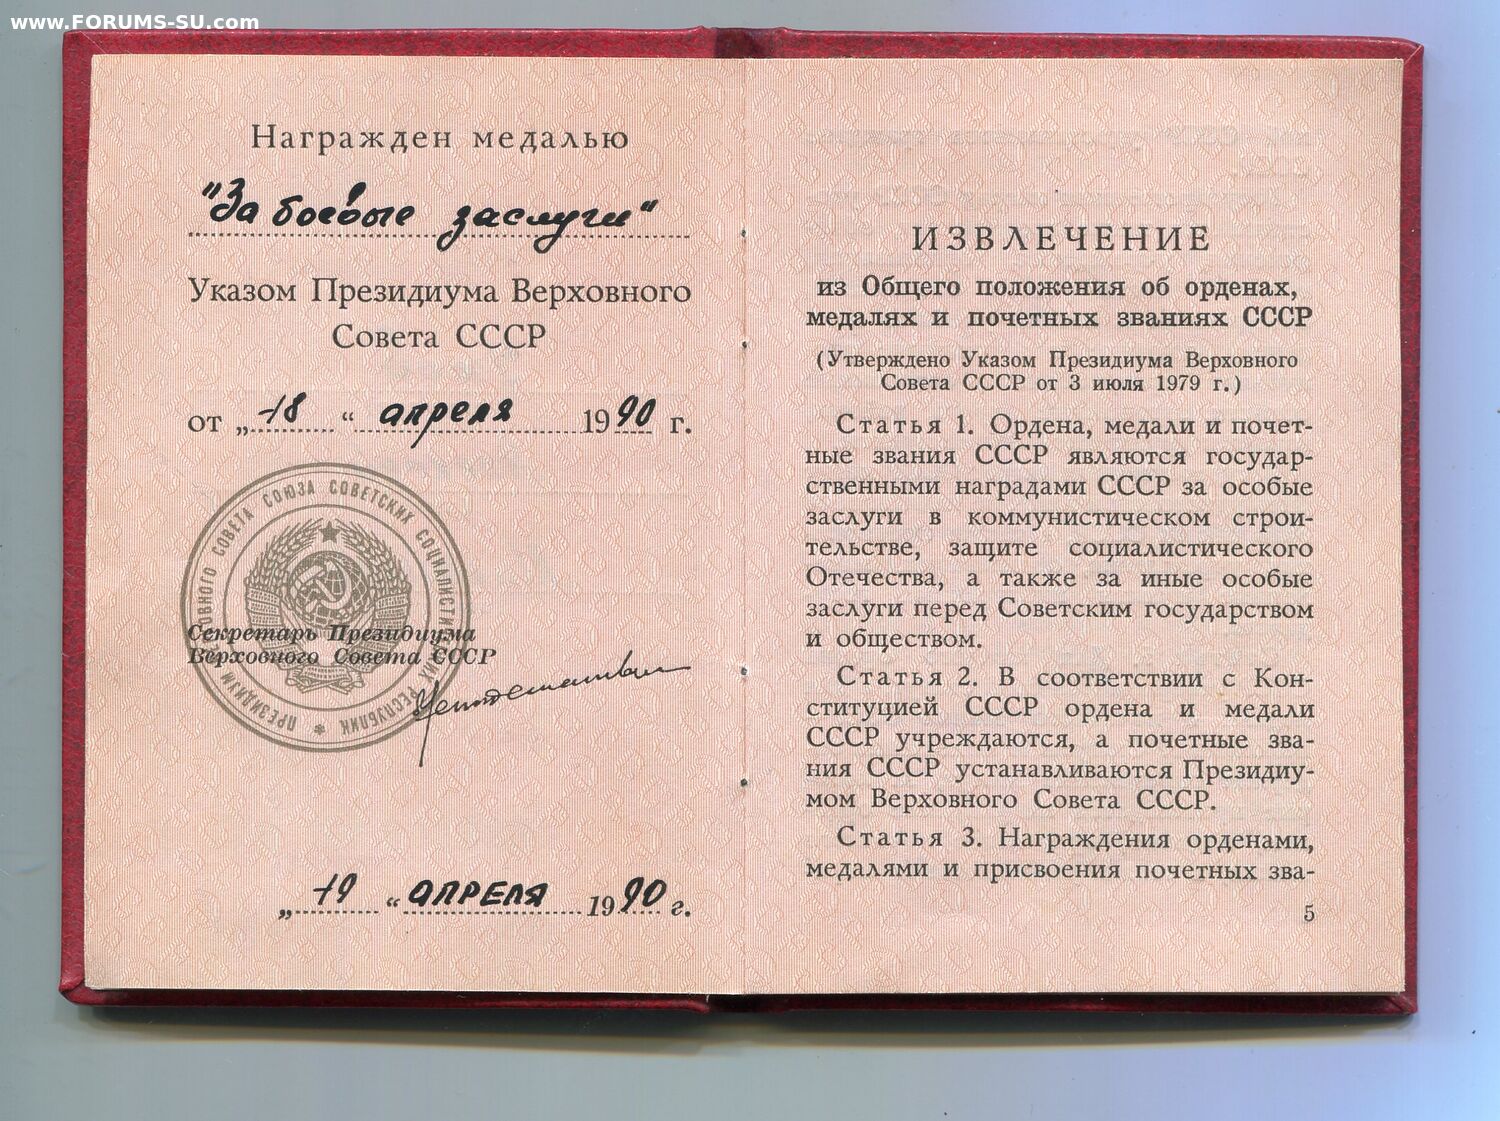 www.FORUMS-SU.com
Награжден медалью
"За боевые заслуги"
Указом Президиума Верховного
Совета СССР
от „18“ апреля 1990 г.
ПРЕЗИДИУМ ВЕРХОВНОГО СОВЕТА СОЮЗА СОВЕТСКИХ СОЦИАЛИСТИЧЕСКИХ РЕСПУБЛИК *
Секретарь Президиума
Верховного Совета СССР
„19“ АПРЕЛЯ 1990 г.
ИЗВЛЕЧЕНИЕ
из Общего положения об орденах,
медалях и почетных званиях СССР
(Утверждено Указом Президиума Верховного
Совета СССР от 3 июля 1979 г.)
Статья 1. Ордена, медали и почет-
ные звания СССР являются государ-
ственными наградами СССР за особые
заслуги в коммунистическом строи-
тельстве, защите социалистического
Отечества, а также за иные особые
заслуги перед Советским государством
и обществом.
Статья 2. В соответствии с Кон-
ституцией СССР ордена и медали
СССР учреждаются, а почетные зва-
ния СССР устанавливаются Президиу-
мом Верховного Совета СССР.
Статья 3. Награждения орденами,
медалями и присвоения почетных зва-
5